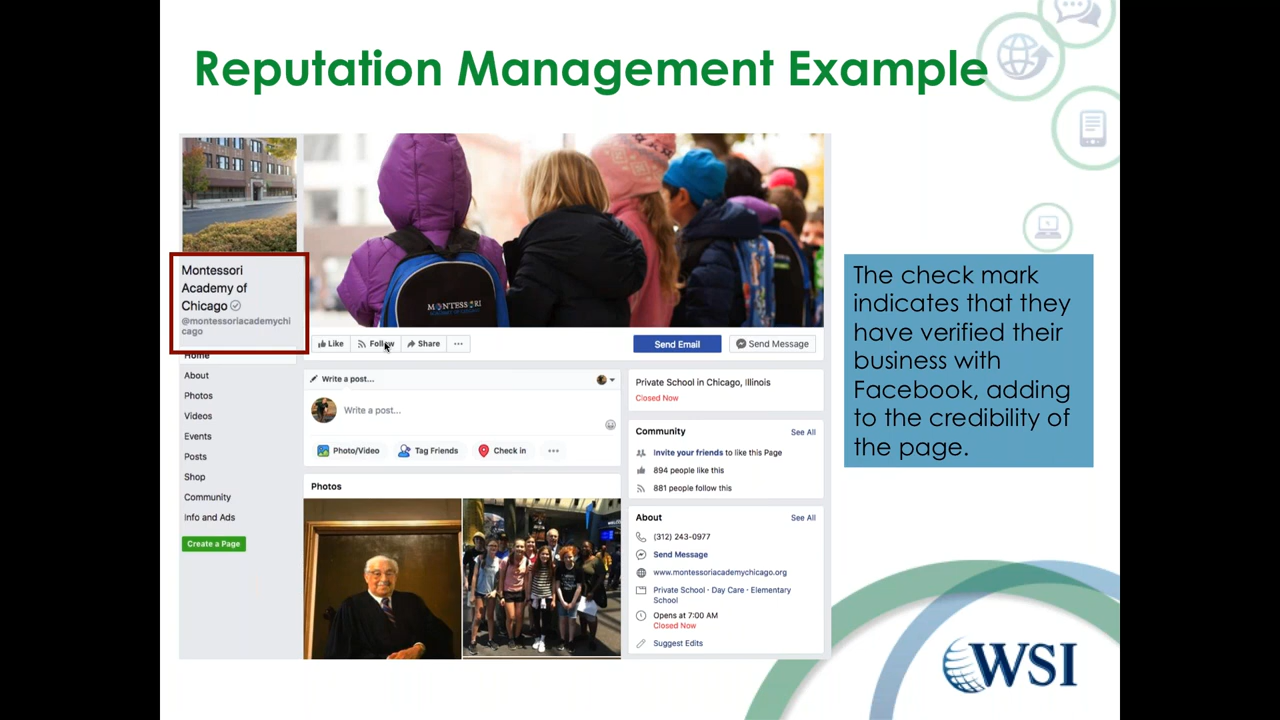 Reputation Management Example
Montessori
Academy of
Chicago
@montessoriacademychi
cago
Home
About
Photos
Videos
Events
Posts
Shop
Community
Info and Ads
Create a Page
MONTESSORI
Like
Follow
Share
Send Email
Send Message
Write a post...
Write a post...
Photo/Video
Tag Friends
Check in
Photos
Private School in Chicago, Illinois
Closed Now
Community
See All
Invite your friends to like this Page
894 people like this
881 people follow this
About
See All
(312) 243-0977
Send Message
www.montessoriacademychicago.org
Private School · Day Care · Elementary
School
Opens at 7:00 AM
Closed Now
Suggest Edits
The check mark
indicates that they
have verified their
business with
Facebook, adding
to the credibility of
the page.
WSI